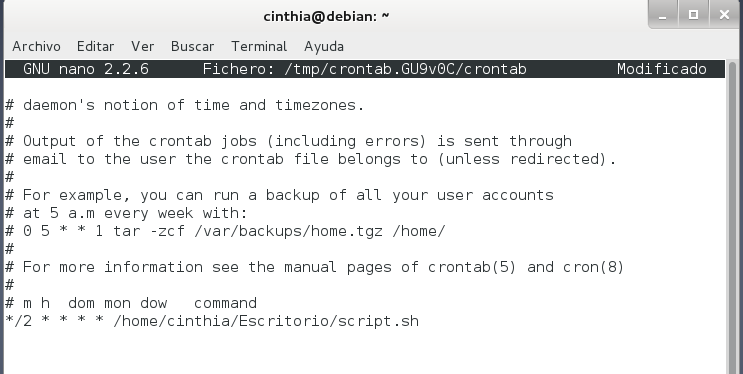 cinthia@debian: ~
Archivo Editar Ver Buscar Terminal Ayuda
GNU nano 2.2.6 Fichero: /tmp/crontab.GU9v0C/crontab Modificado
# daemon's notion of time and timezones.
#
# Output of the crontab jobs (including errors) is sent through
# email to the user the crontab file belongs to (unless redirected).
#
# For example, you can run a backup of all your user accounts
# at 5 a.m every week with:
# 0 5 * * 1 tar -zcf /var/backups/home.tgz /home/
#
# For more information see the manual pages of crontab(5) and cron(8)
#
# m h  dom mon dow   command
*/2 * * * * /home/cinthia/Escritorio/script.sh